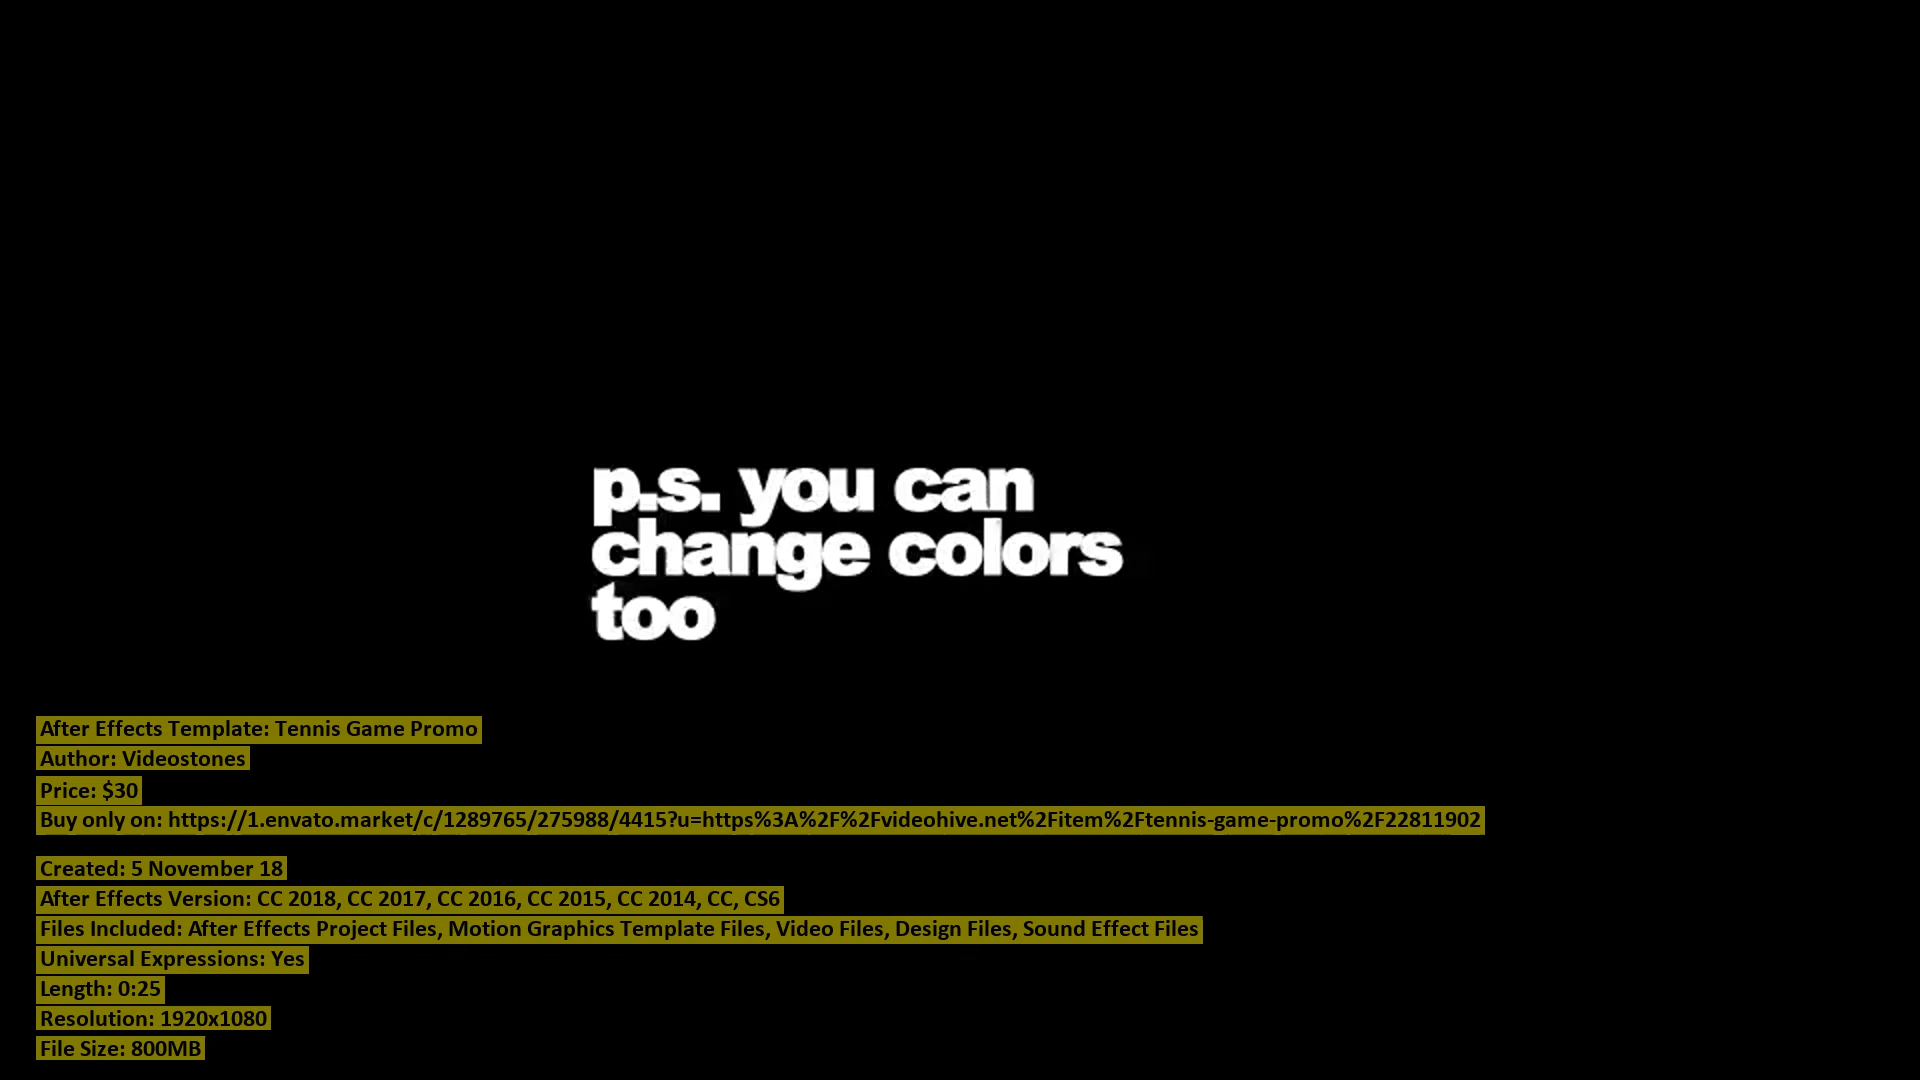 p.s. you can
change colors
too
After Effects Template: Tennis Game Promo
Author: Videostones
Price: $30
Buy only on: https://1.envato.market/c/1289765/275988/4415?u=https%3A%2F%2Fvideohive.net%2Fitem%2Ftennis-game-promo%2F22811902
Created: 5 November 18
After Effects Version: CC 2018, CC 2017, CC 2016, CC 2015, CC 2014, CC, CS6
Files Included: After Effects Project Files, Motion Graphics Template Files, Video Files, Design Files, Sound Effect Files
Universal Expressions: Yes
Length: 0:25
Resolution: 1920x1080
File Size: 800MB